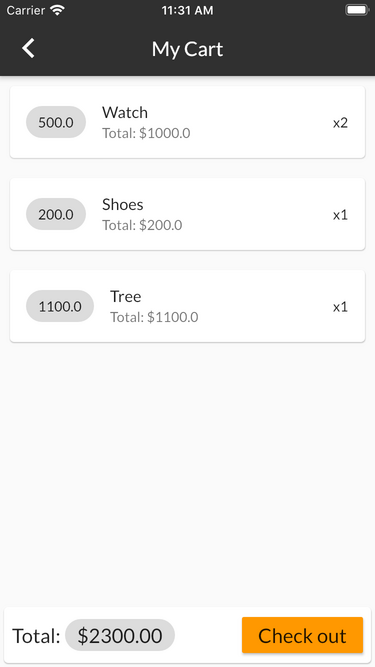 Carrier 11:31 AM
My Cart
500.0 Watch x2
Total: $1000.0
200.0 Shoes x1
Total: $200.0
1100.0 Tree x1
Total: $1100.0
Total: $2300.00 Check out